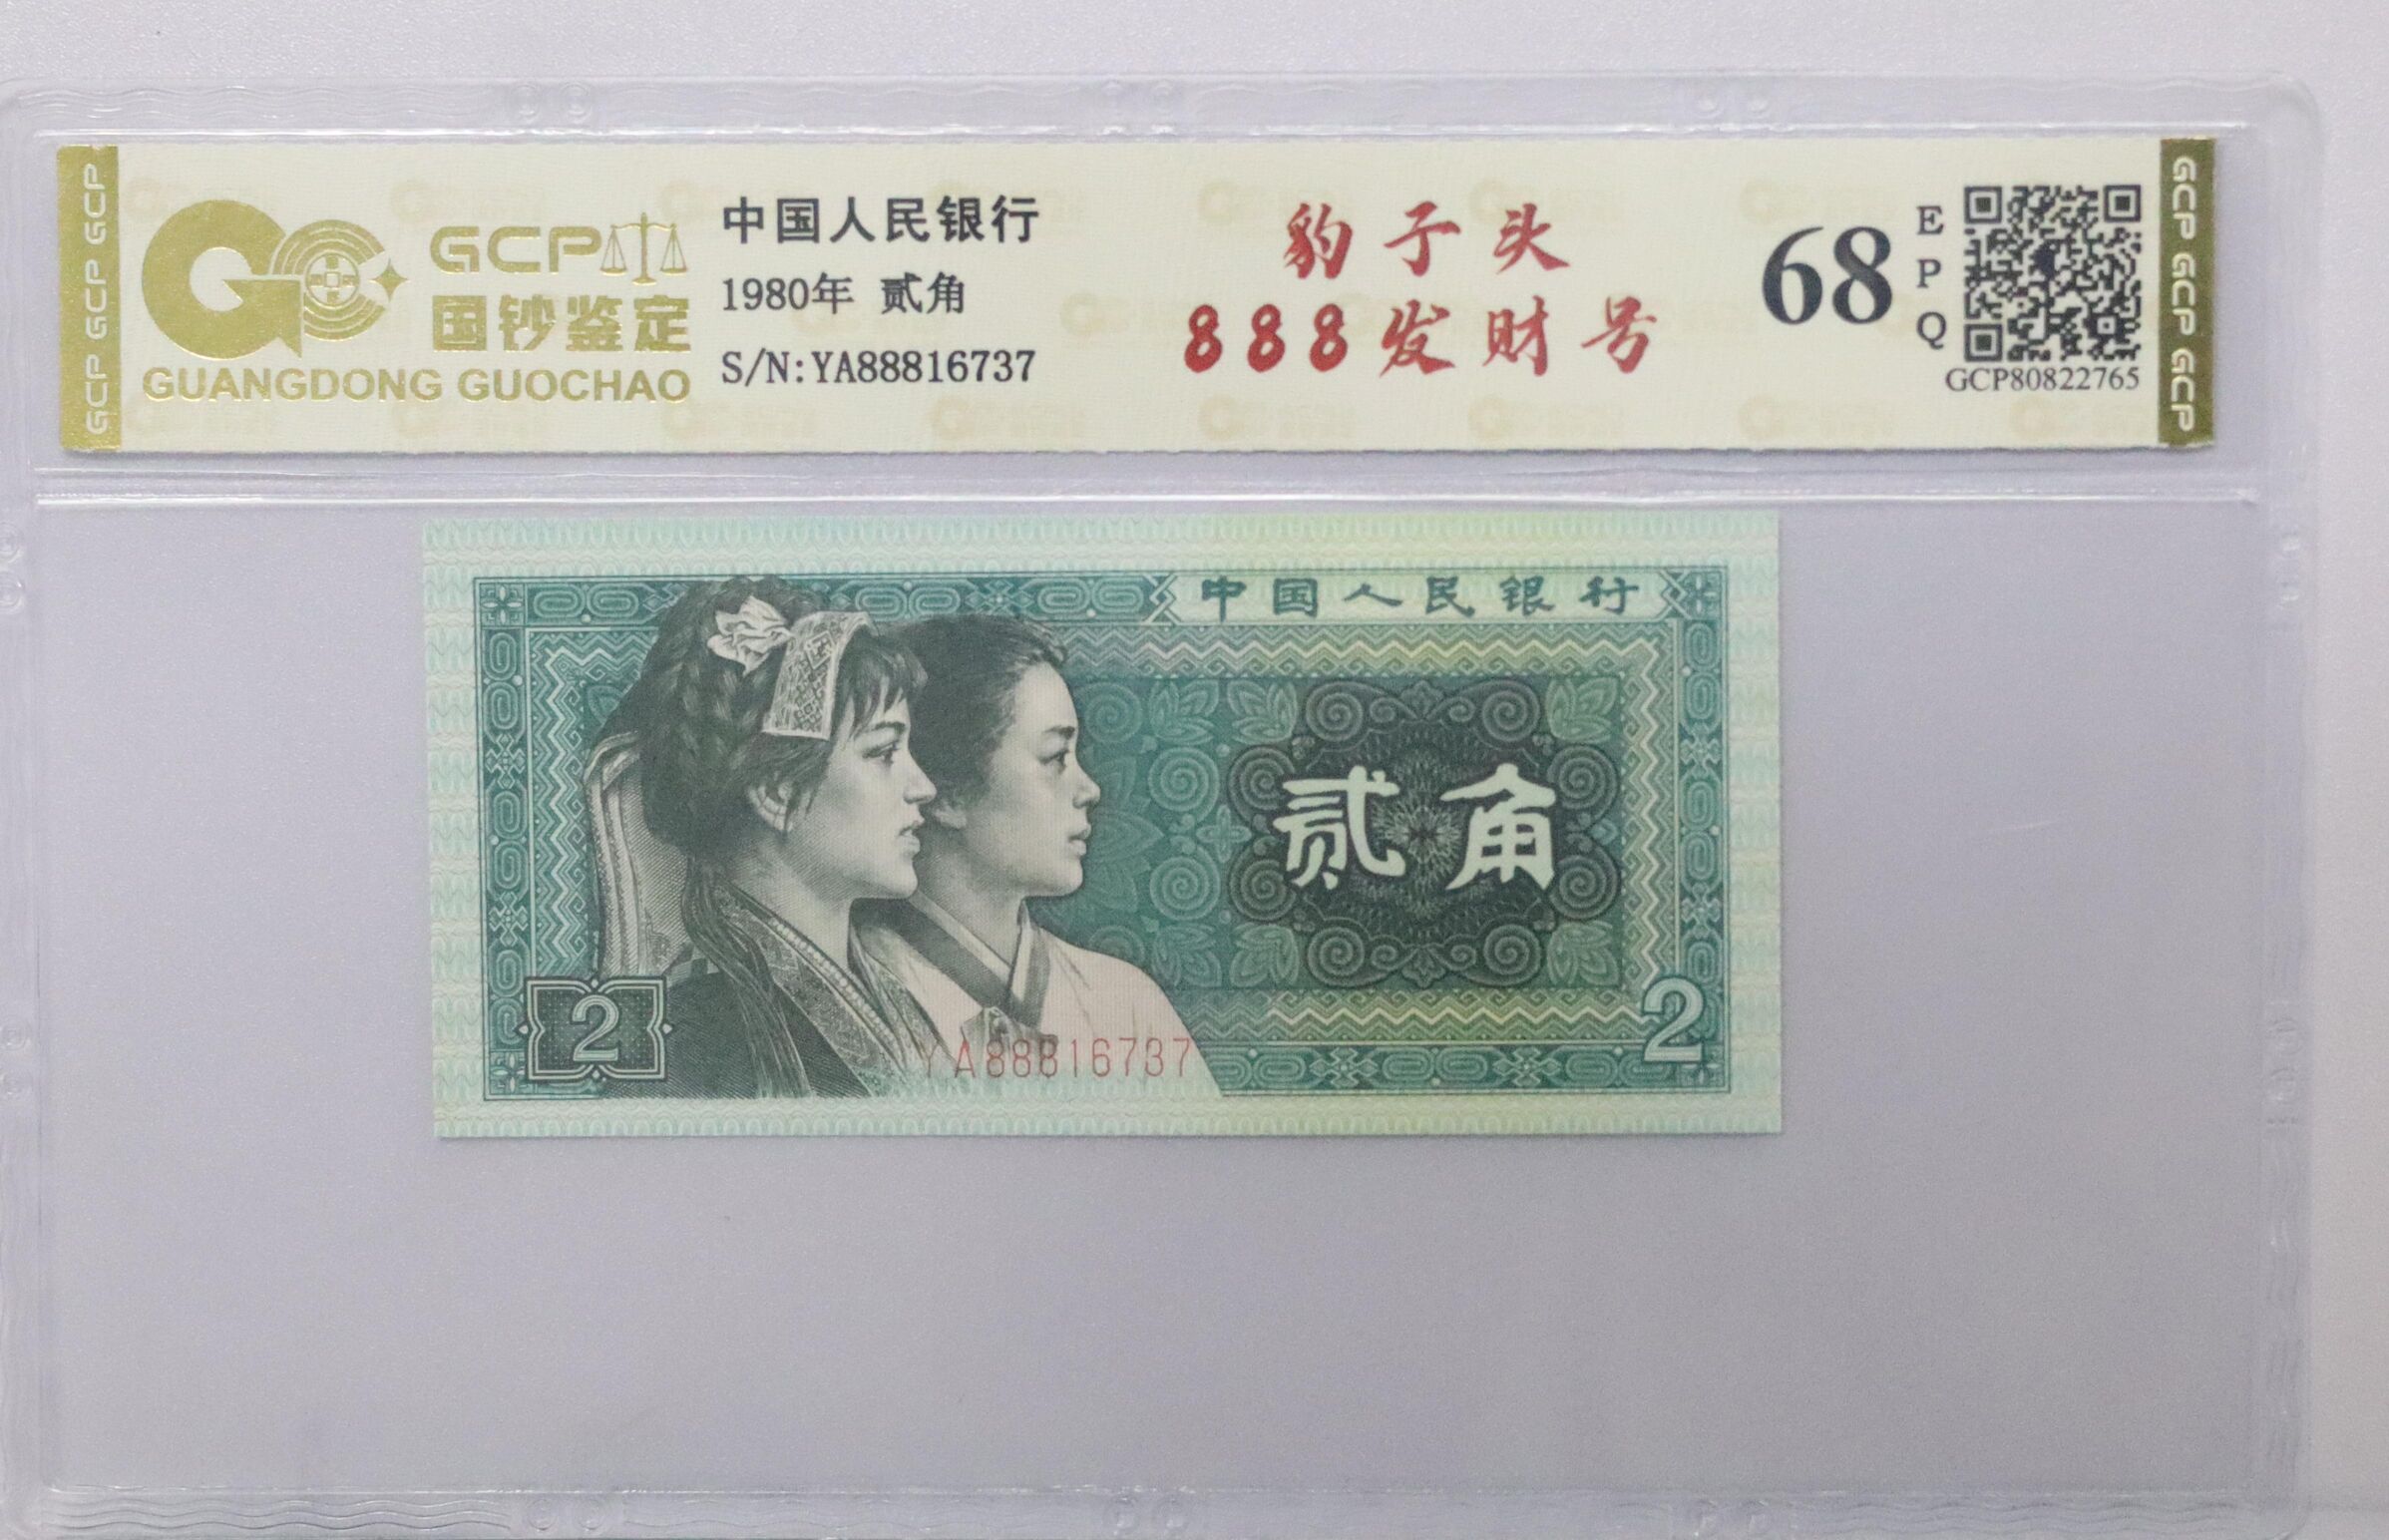 GCP GCP GCP
GCP
国钞鉴定
GUANGDONG GUOCHAO
中国人民银行
1980年 贰角
S/N:YA88816737
豹子头
888发财号
68
EPQ
GCP80822765
GCP GCP GCP
中国人民银行
贰角
2
2
YA88816737